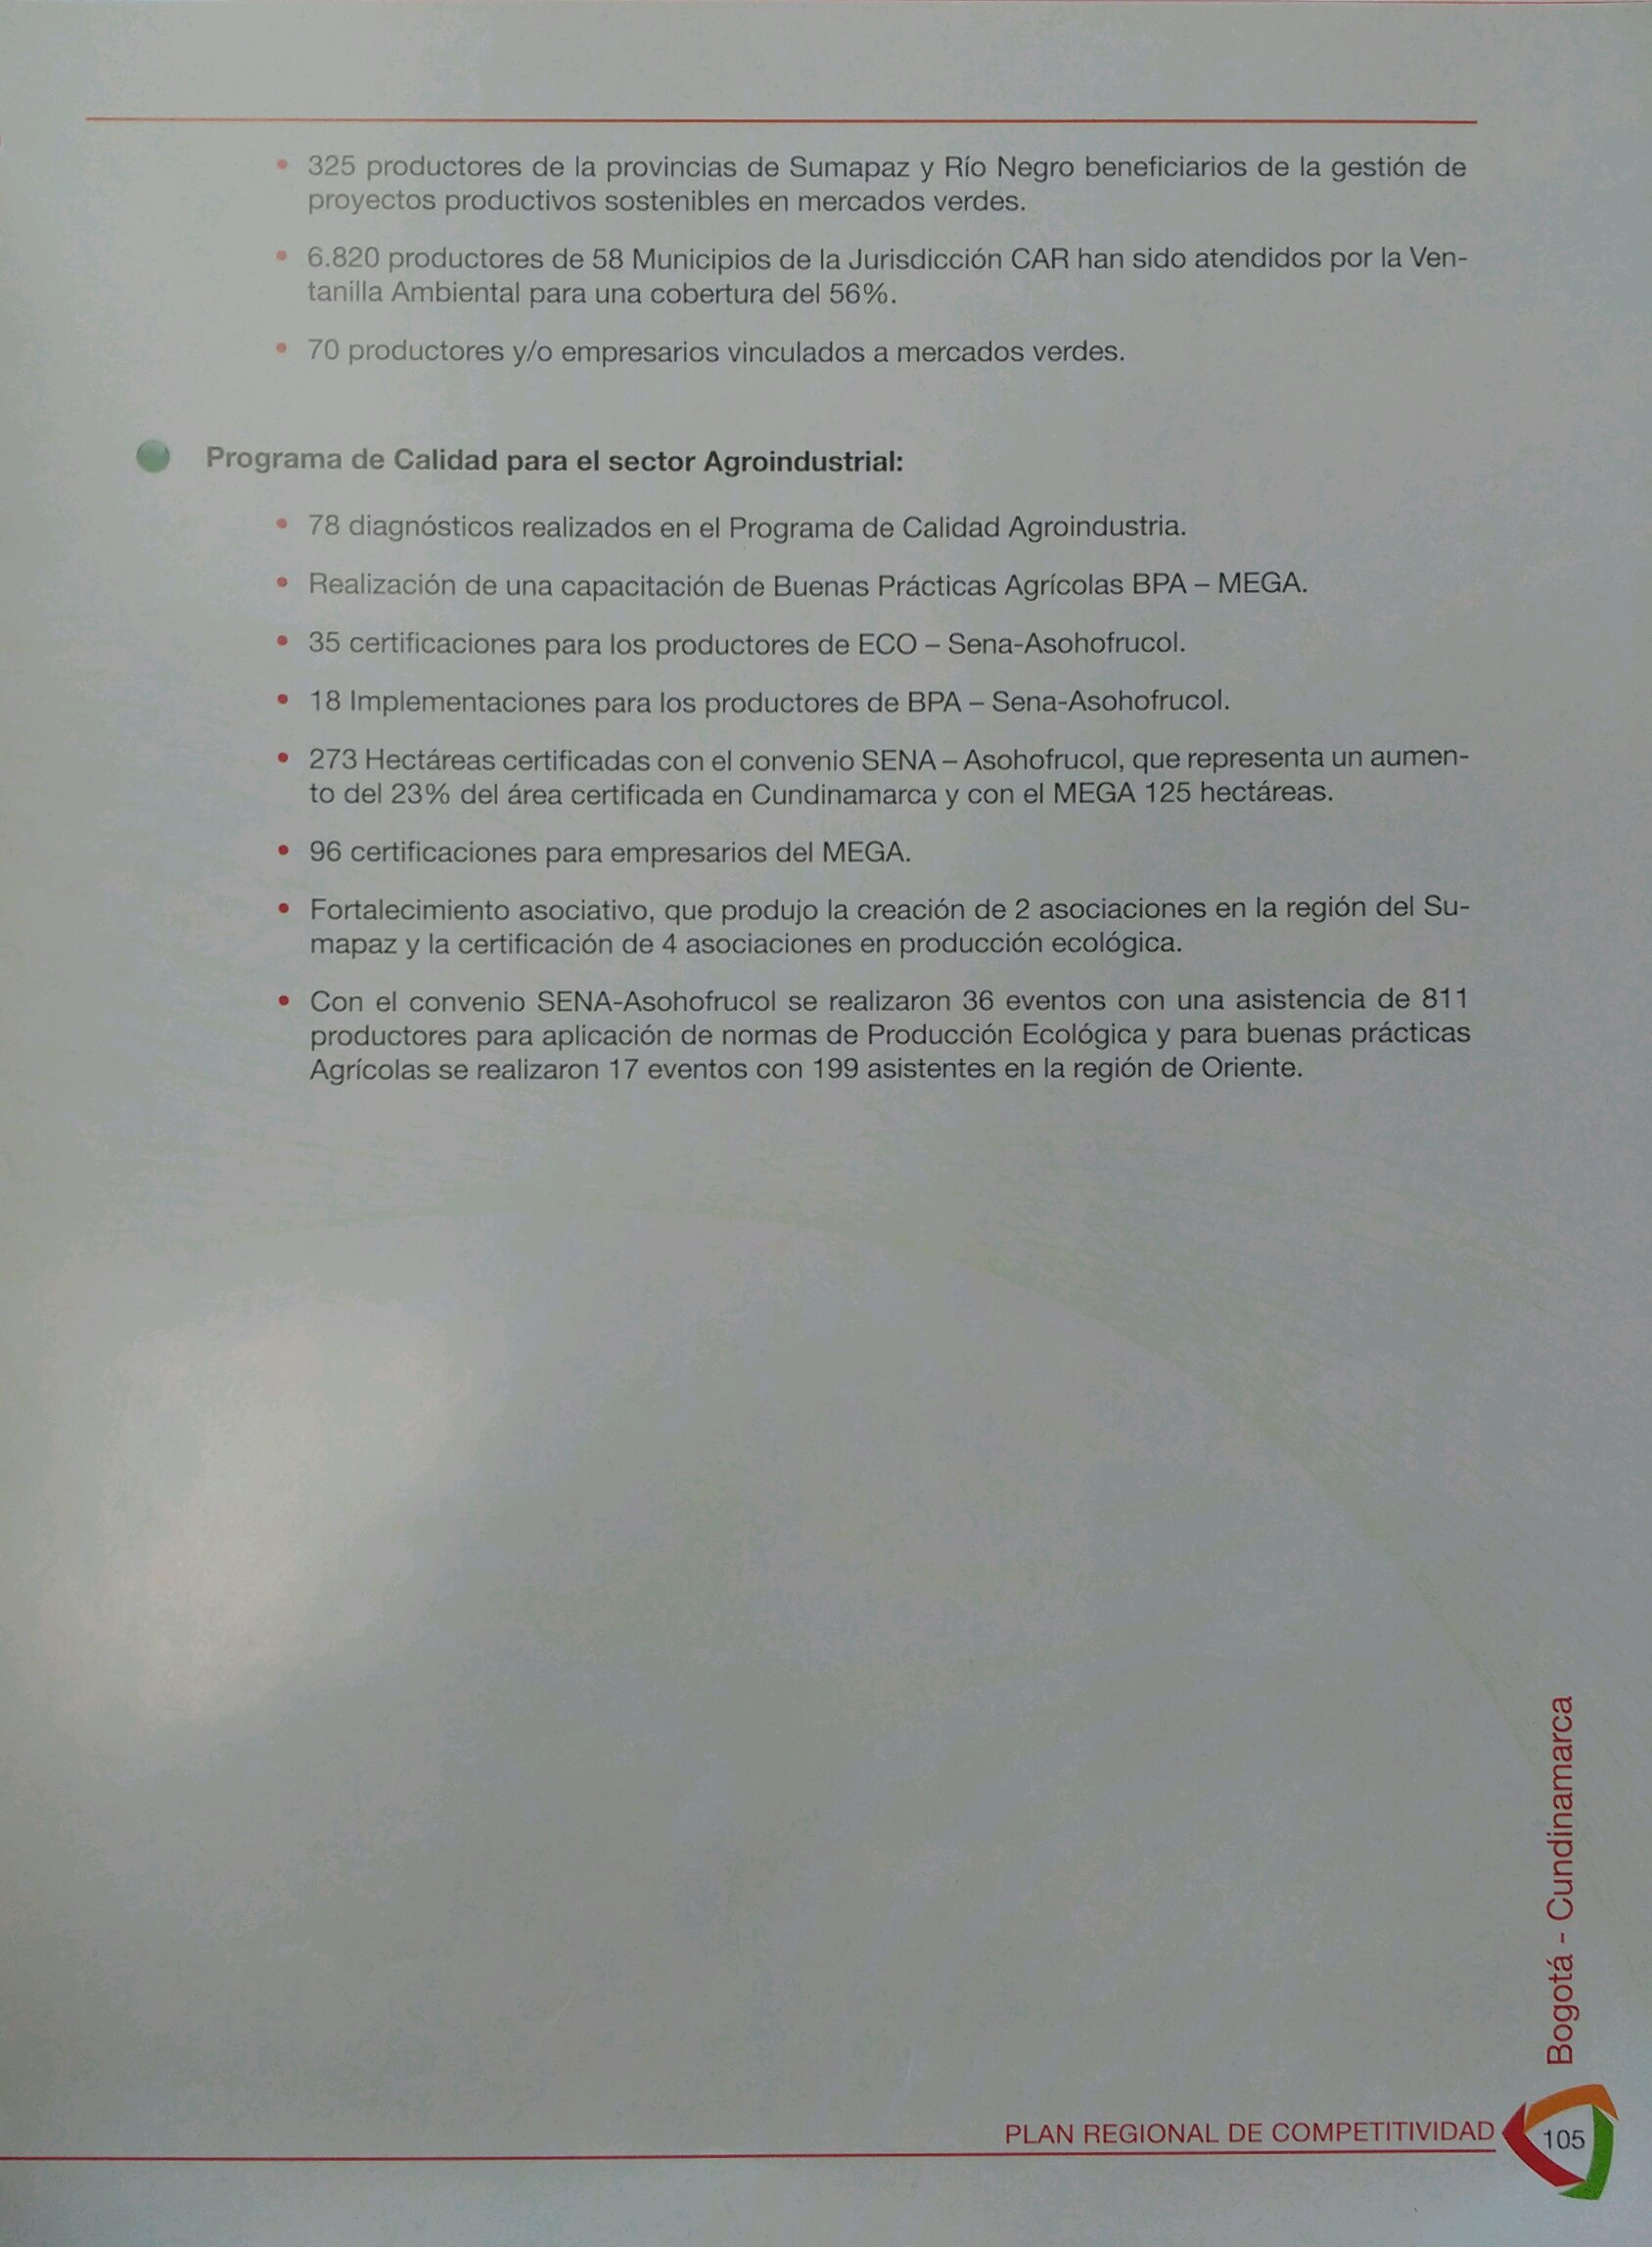 • 325 productores de la provincias de Sumapaz y Río Negro beneficiarios de la gestión de
proyectos productivos sostenibles en mercados verdes.
• 6.820 productores de 58 Municipios de la Jurisdicción CAR han sido atendidos por la Ven-
tanilla Ambiental para una cobertura del 56%.
• 70 productores y/o empresarios vinculados a mercados verdes.
Programa de Calidad para el sector Agroindustrial:
• 78 diagnósticos realizados en el Programa de Calidad Agroindustria.
• Realización de una capacitación de Buenas Prácticas Agrícolas BPA – MEGA.
• 35 certificaciones para los productores de ECO – Sena-Asohofrucol.
• 18 Implementaciones para los productores de BPA – Sena-Asohofrucol.
• 273 Hectáreas certificadas con el convenio SENA – Asohofrucol, que representa un aumen-
to del 23% del área certificada en Cundinamarca y con el MEGA 125 hectáreas.
• 96 certificaciones para empresarios del MEGA.
• Fortalecimiento asociativo, que produjo la creación de 2 asociaciones en la región del Su-
mapaz y la certificación de 4 asociaciones en producción ecológica.
• Con el convenio SENA-Asohofrucol se realizaron 36 eventos con una asistencia de 811
productores para aplicación de normas de Producción Ecológica y para buenas prácticas
Agrícolas se realizaron 17 eventos con 199 asistentes en la región de Oriente.
Bogotá - Cundinamarca
PLAN REGIONAL DE COMPETITIVIDAD
105